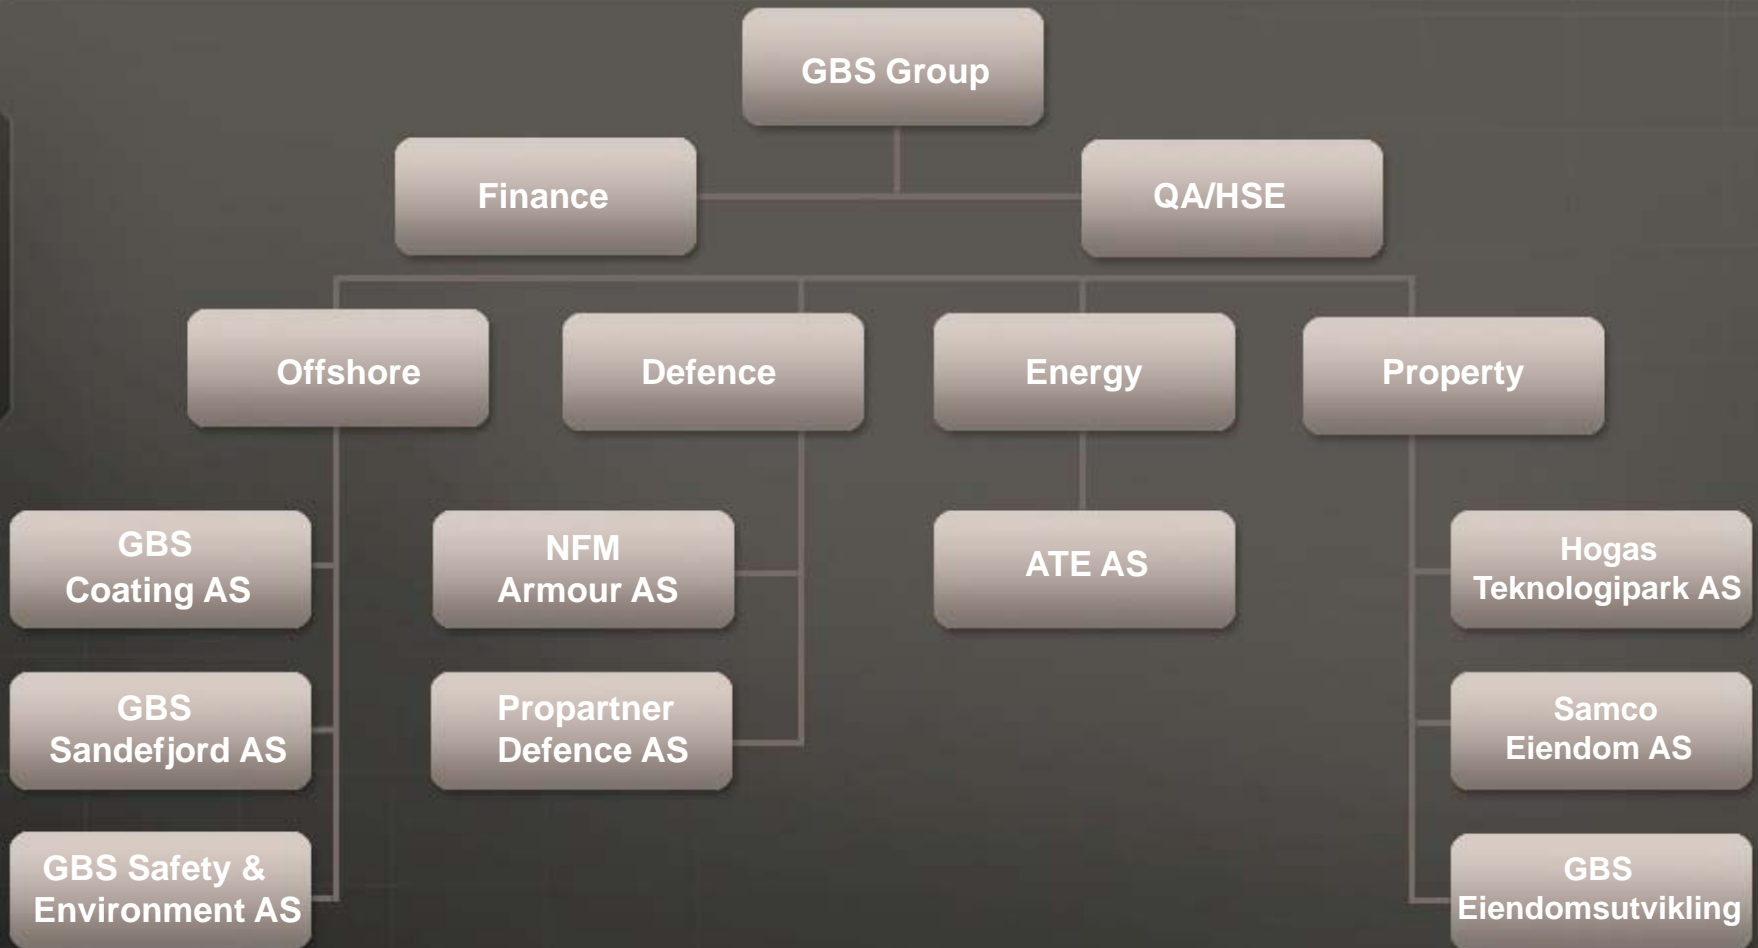 GBS Group
Finance
QA/HSE
Offshore
Defence
Energy
Property
GBS
Coating AS
NFM
Armour AS
ATE AS
Hogas
Teknologipark AS
GBS
Sandefjord AS
Propartner
Defence AS
Samco
Eiendom AS
GBS Safety &
Environment AS
GBS
Eiendomsutvikling